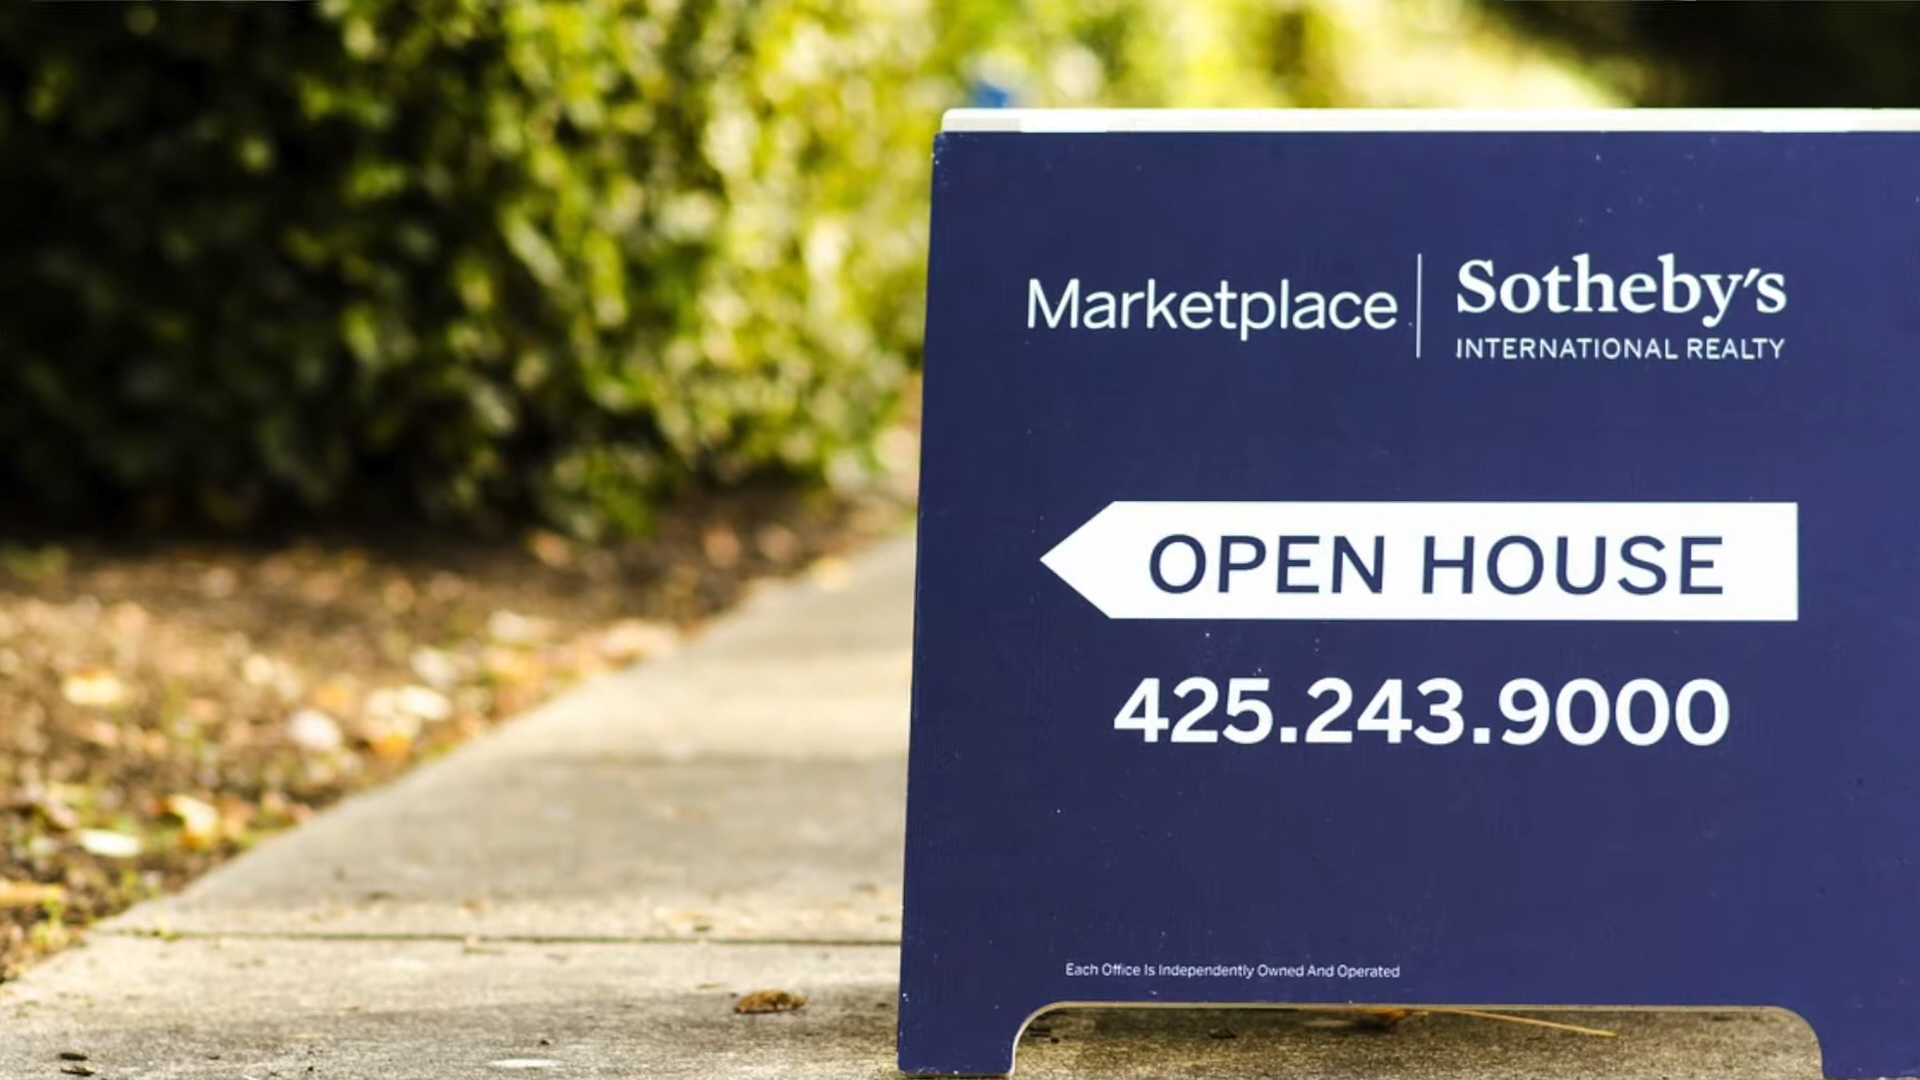 Marketplace
Sotheby's
INTERNATIONAL REALTY
OPEN HOUSE
425.243.9000
Each Office Is Independently Owned And Operated